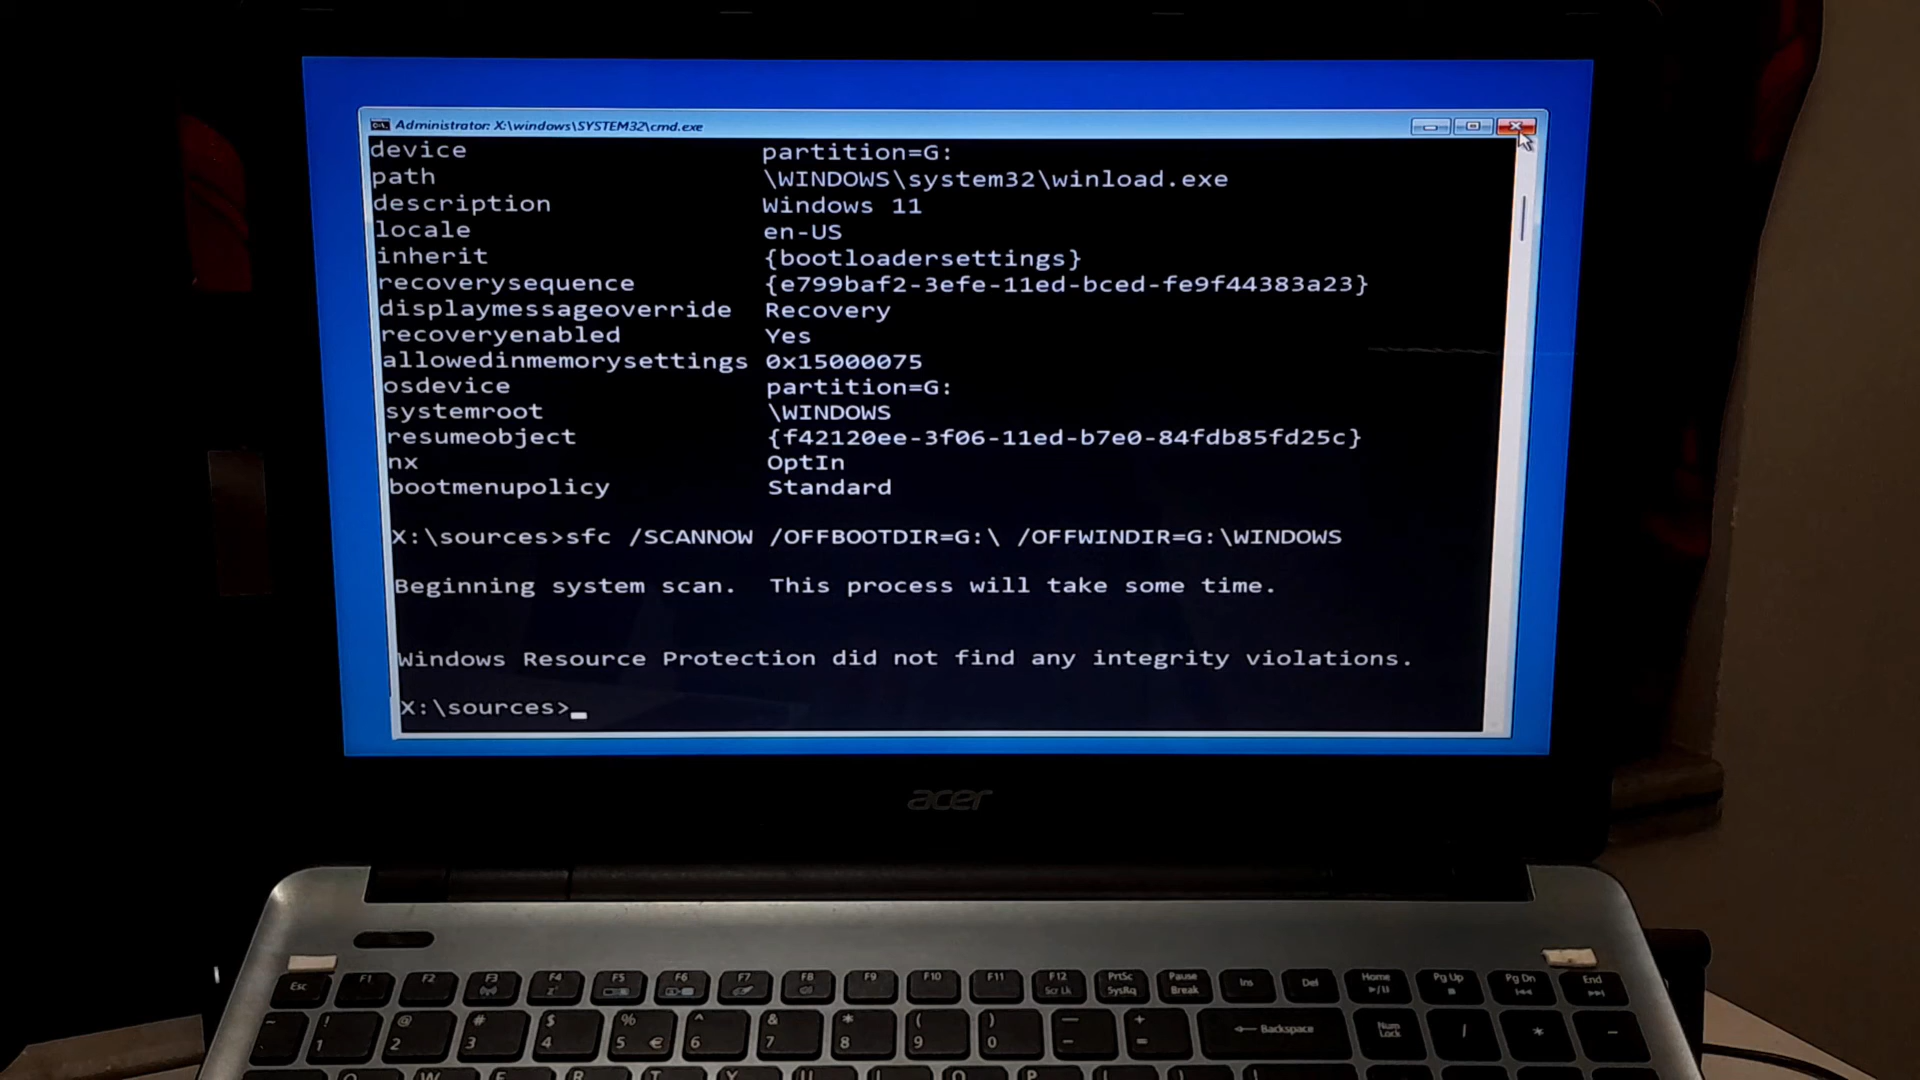 Administrator: X:\windows\SYSTEM32\cmd.exe
device partition=G:
path \WINDOWS\system32\winload.exe
description Windows 11
locale en-US
inherit {bootloadersettings}
recoverysequence {e799baf2-3efe-11ed-bced-fe9f44383a23}
displaymessageoverride Recovery
recoveryenabled Yes
allowedinmemorysettings 0x15000075
osdevice partition=G:
systemroot \WINDOWS
resumeobject {f42120ee-3f06-11ed-b7e0-84fdb85fd25c}
nx OptIn
bootmenupolicy Standard
X:\sources>sfc /SCANNOW /OFFBOOTDIR=G:\ /OFFWINDIR=G:\WINDOWS
Beginning system scan.  This process will take some time.
Windows Resource Protection did not find any integrity violations.
X:\sources>
acer
Esc F1 F2 F3 F4 F5 F6 F7 F8 F9 F10 F11 F12 Scr Lk PrtSc SysRq Pause Break Ins Del Home Pg Up Pg Dn End
~ ! @ # $ % ^ & * ( ) — + Backspace Num Lock / * -
1 2 3 4 5 € 6 7 8 9 0 - =